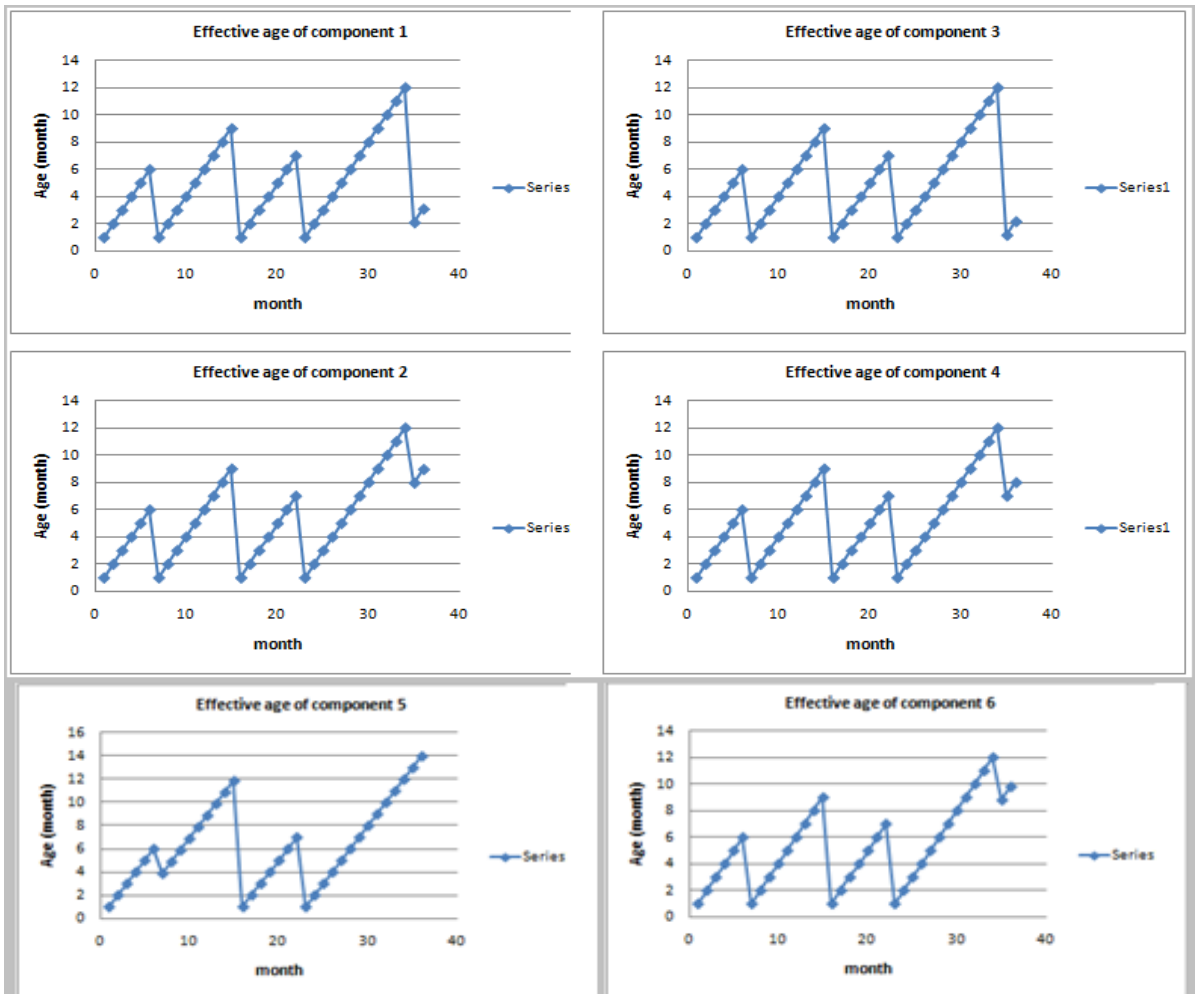 Effective age of component 1
14
12
10
8
6
4
2
0
Age (month)
0 10 20 30 40
month
Series
Effective age of component 3
14
12
10
8
6
4
2
0
Age (month)
0 10 20 30 40
month
Series1
Effective age of component 2
14
12
10
8
6
4
2
0
Age (month)
0 10 20 30 40
month
Series
Effective age of component 4
14
12
10
8
6
4
2
0
Age (month)
0 10 20 30 40
month
Series1
Effective age of component 5
16
14
12
10
8
6
4
2
0
Age (month)
0 10 20 30 40
month
Series
Effective age of component 6
14
12
10
8
6
4
2
0
Age (month)
0 10 20 30 40
month
Series